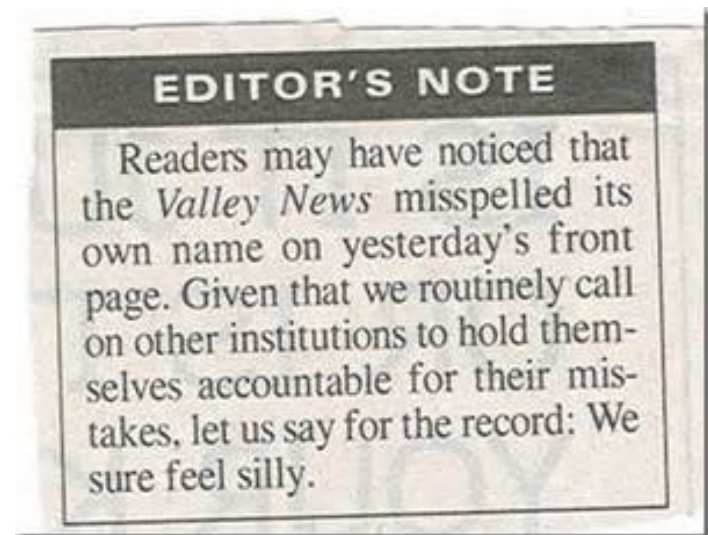 EDITOR'S NOTE
Readers may have noticed that
the Valley News misspelled its
own name on yesterday's front
page. Given that we routinely call
on other institutions to hold them-
selves accountable for their mis-
takes, let us say for the record: We
sure feel silly.